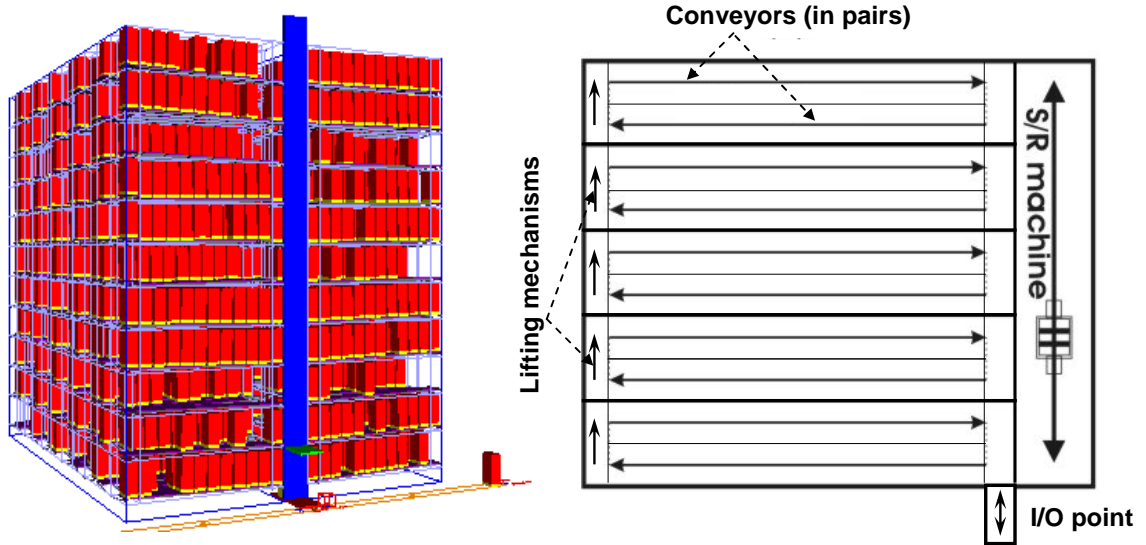 Conveyors (in pairs)
Lifting mechanisms
S/R machine
I/O point